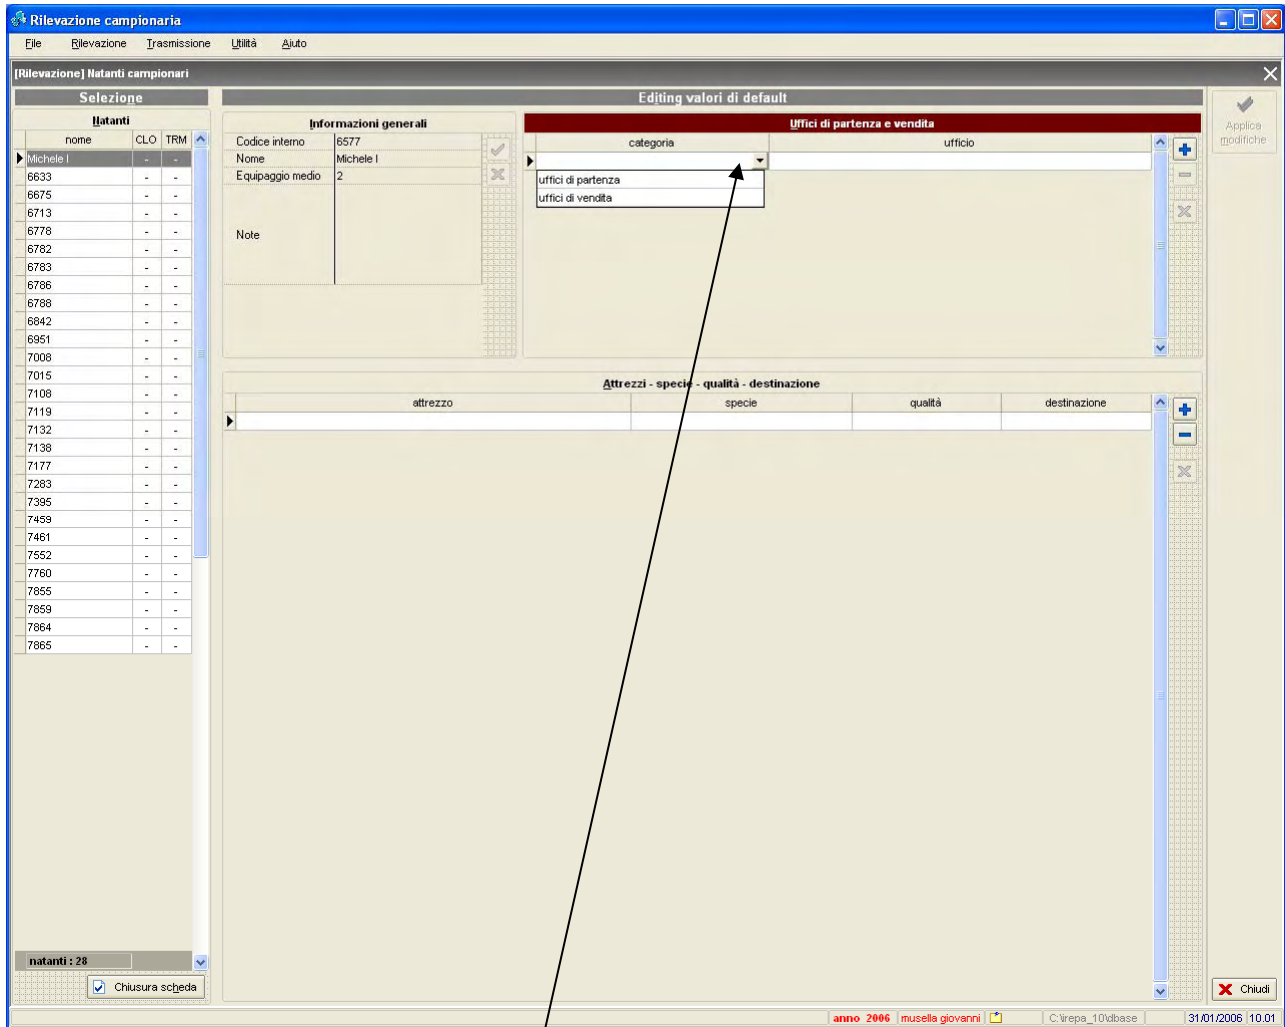 Rilevazione campionaria
File Rilevazione Trasmissione Utilità Aiuto
[Rilevazione] Natanti campionari
Selezione
Natanti
nome CLO TRM
Michele I - -
6633 - -
6675 - -
6713 - -
6778 - -
6782 - -
6783 - -
6786 - -
6788 - -
6842 - -
6951 - -
7008 - -
7015 - -
7108 - -
7119 - -
7132 - -
7138 - -
7177 - -
7283 - -
7395 - -
7459 - -
7461 - -
7552 - -
7760 - -
7855 - -
7859 - -
7864 - -
7865 - -
natanti : 28
Chiusura scheda
Editing valori di default
Informazioni generali
Codice interno 6577
Nome Michele I
Equipaggio medio 2
Note
Uffici di partenza e vendita
categoria ufficio
uffici di partenza
uffici di vendita
Attrezzi - specie - qualità - destinazione
attrezzo specie qualità destinazione
Applica
modifiche
Chiudi
anno 2006 musella giovanni C:\irepa_10\dbase 31/01/2006 10.01